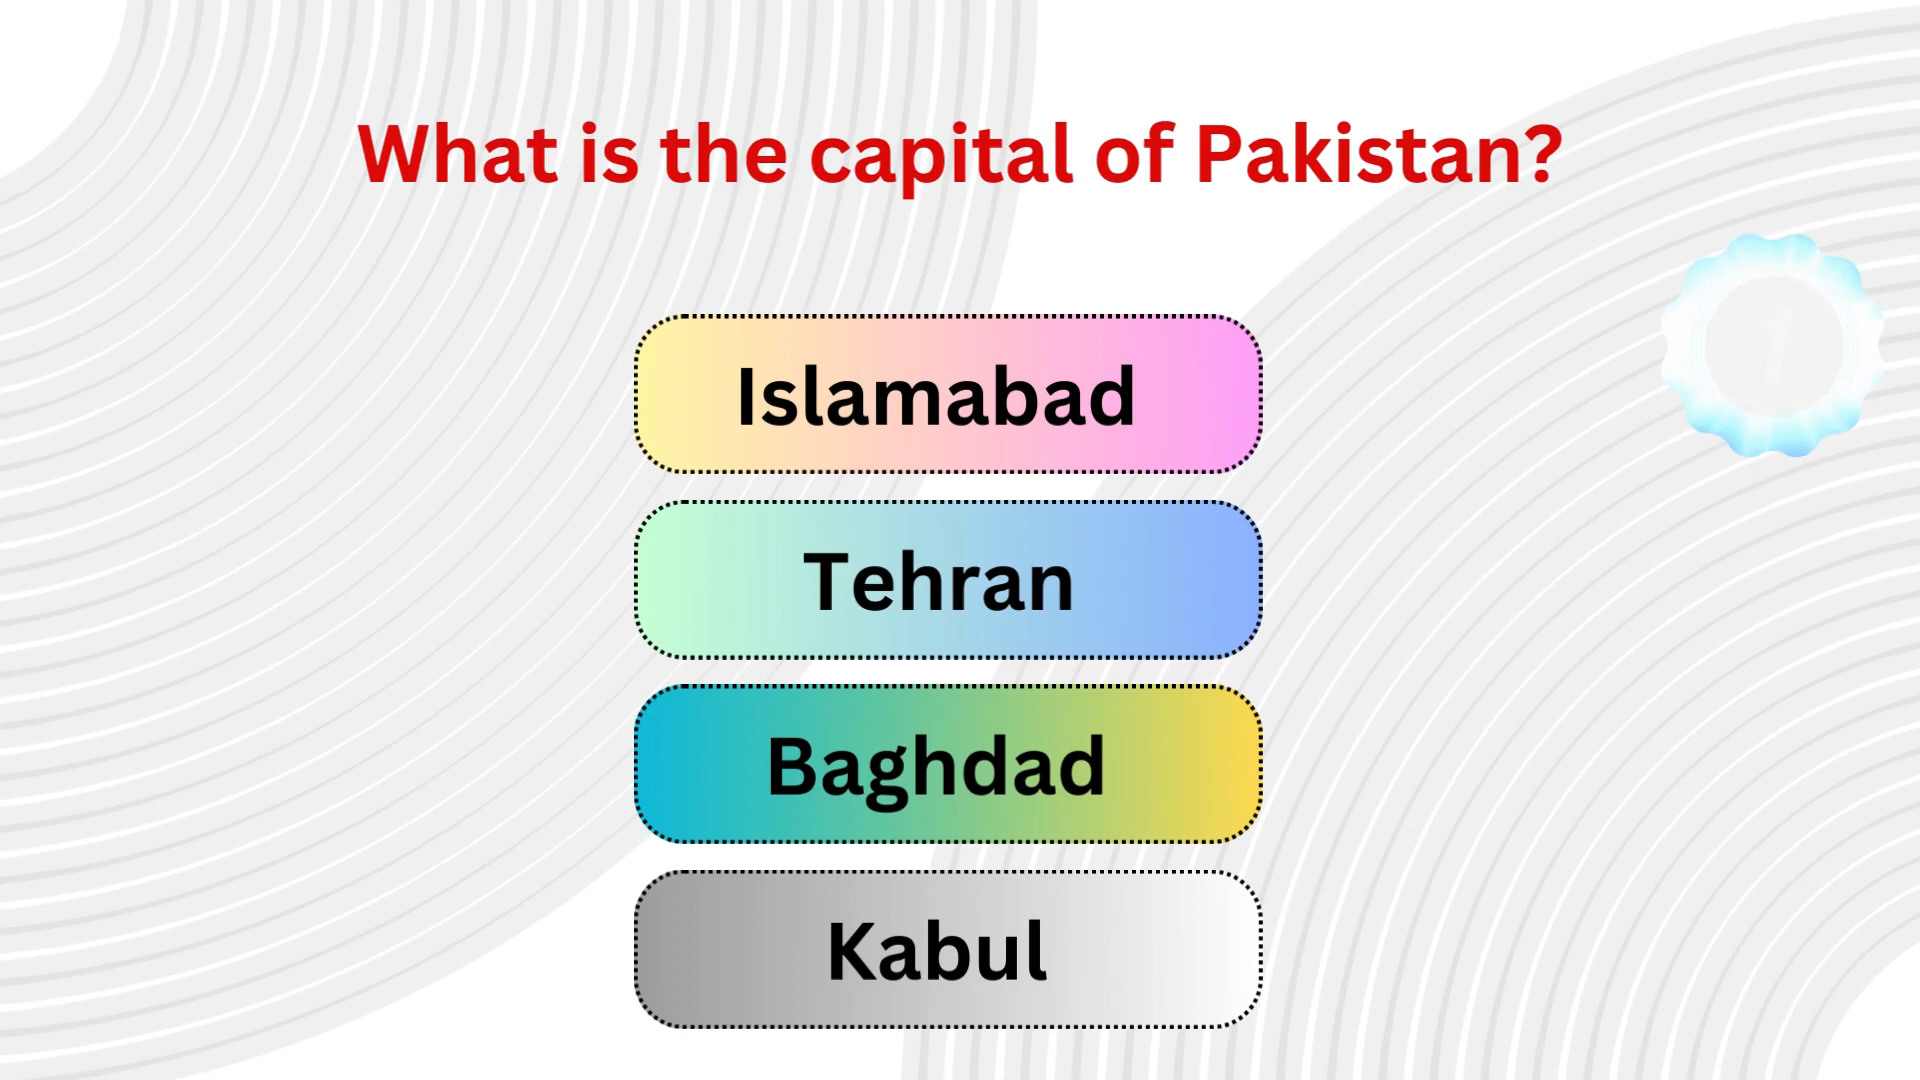 What is the capital of Pakistan?
Islamabad
Tehran
Baghdad
Kabul